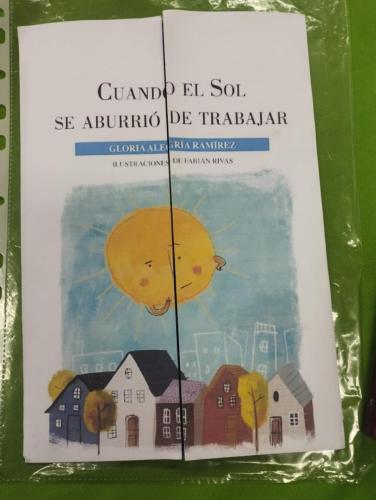 CUANDO EL SOL
SE ABURRIÓ DE TRABAJAR
GLORIA ALEGRÍA RAMÍREZ
ILUSTRACIONES DE FABIÁN RIVAS